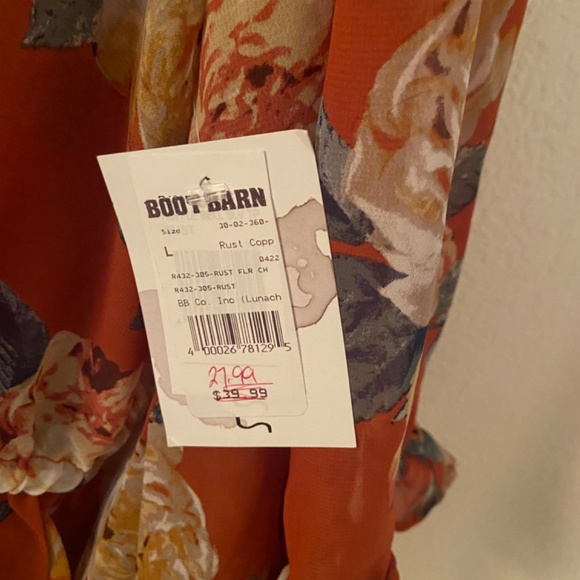 BOOT BARN
Size 30-02-360-
L Rust Copp
0422
R432-305-RUST FLR CH
R432-305-RUST
BB Co. Inc (Lunach
4 00026 78129 5
27.99
$39.99